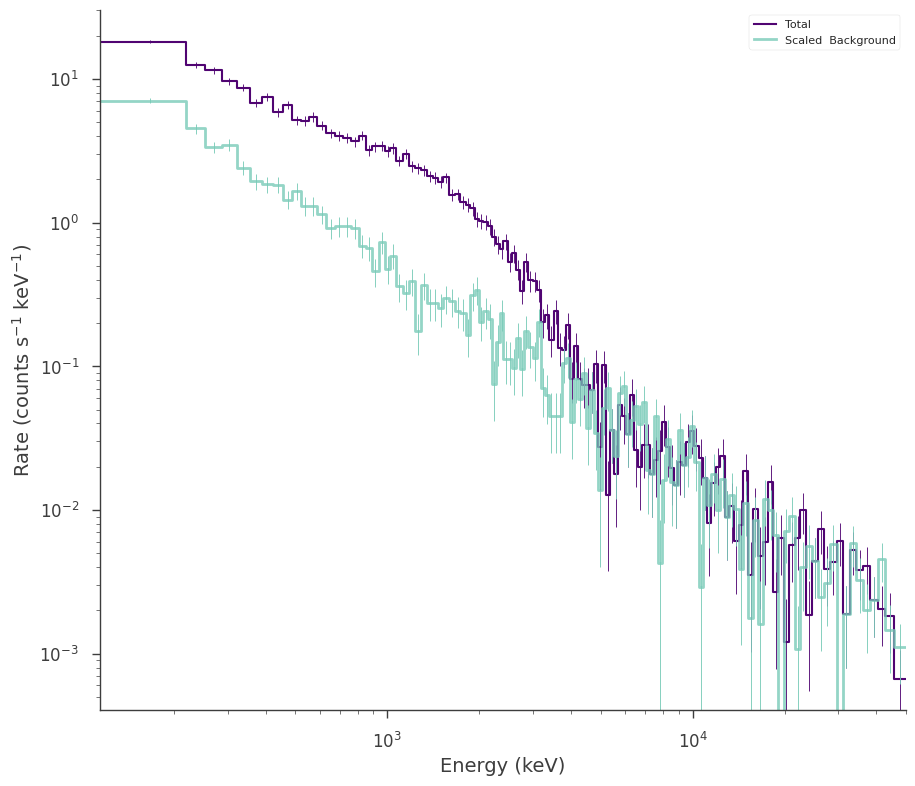 Total
Scaled  Background
10¹
10⁰
10⁻¹
10⁻²
10⁻³
Rate (counts s⁻¹ keV⁻¹)
10³
10⁴
Energy (keV)